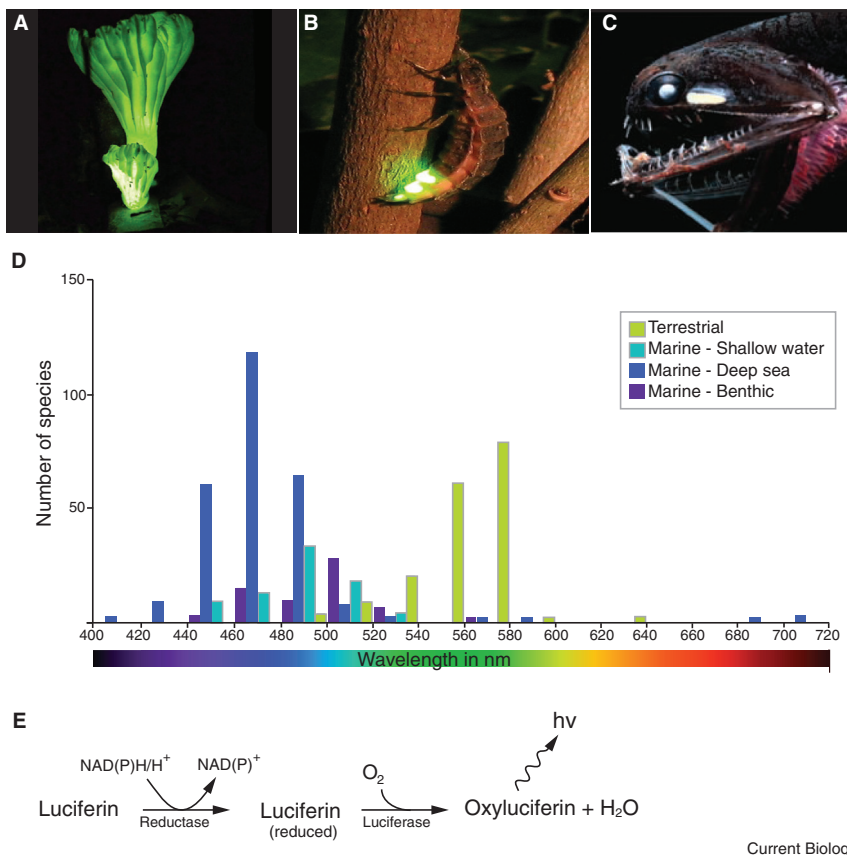 A
B
C
D
150
100
50
Number of species
Terrestrial
Marine - Shallow water
Marine - Deep sea
Marine - Benthic
400 420 440 460 480 500 520 540 560 580 600 620 640 660 680 700 720
Wavelength in nm
E
hν
NAD(P)H/H⁺ NAD(P)⁺
O₂
Luciferin Luciferin Oxyluciferin + H₂O
Reductase (reduced) Luciferase
Current